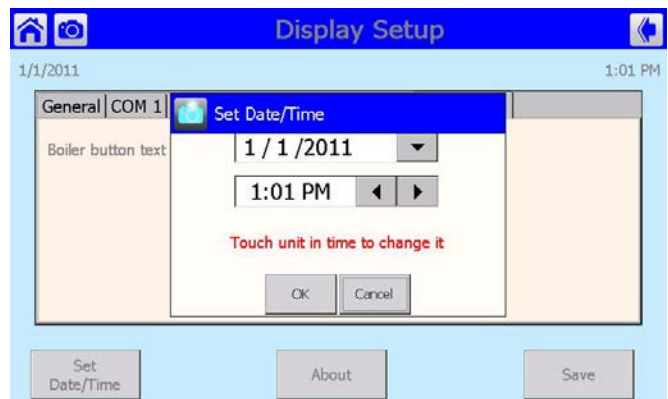 Display Setup
1/1/2011 1:01 PM
General COM 1
Set Date/Time
Boiler button text
1 / 1 /2011
1:01 PM
Touch unit in time to change it
OK Cancel
Set
Date/Time
About
Save